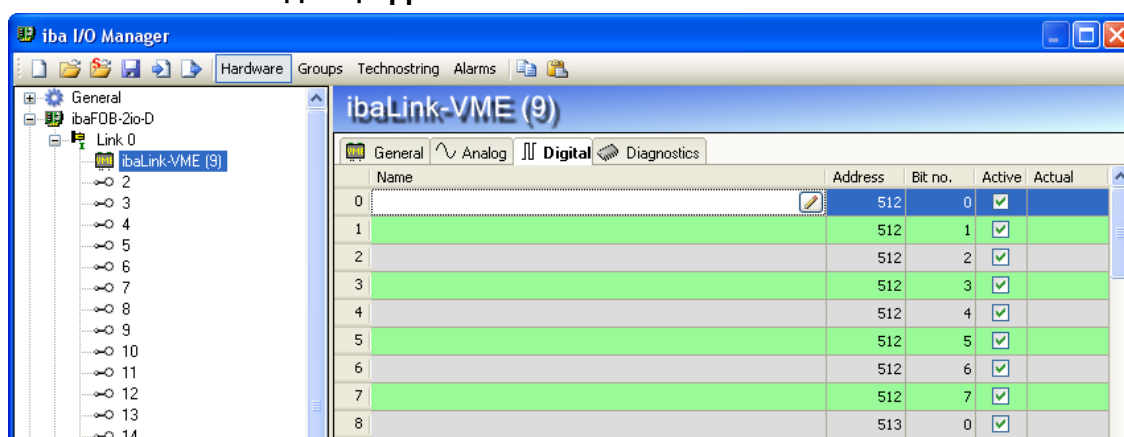 iba I/O Manager
Hardware Groups Technostring Alarms
General
ibaFOB-2io-D
Link 0
ibaLink-VME (9)
2
3
4
5
6
7
8
9
10
11
12
13
14
ibaLink-VME (9)
General Analog Digital Diagnostics
Name Address Bit no. Active Actual
0 512 0
1 512 1
2 512 2
3 512 3
4 512 4
5 512 5
6 512 6
7 512 7
8 513 0